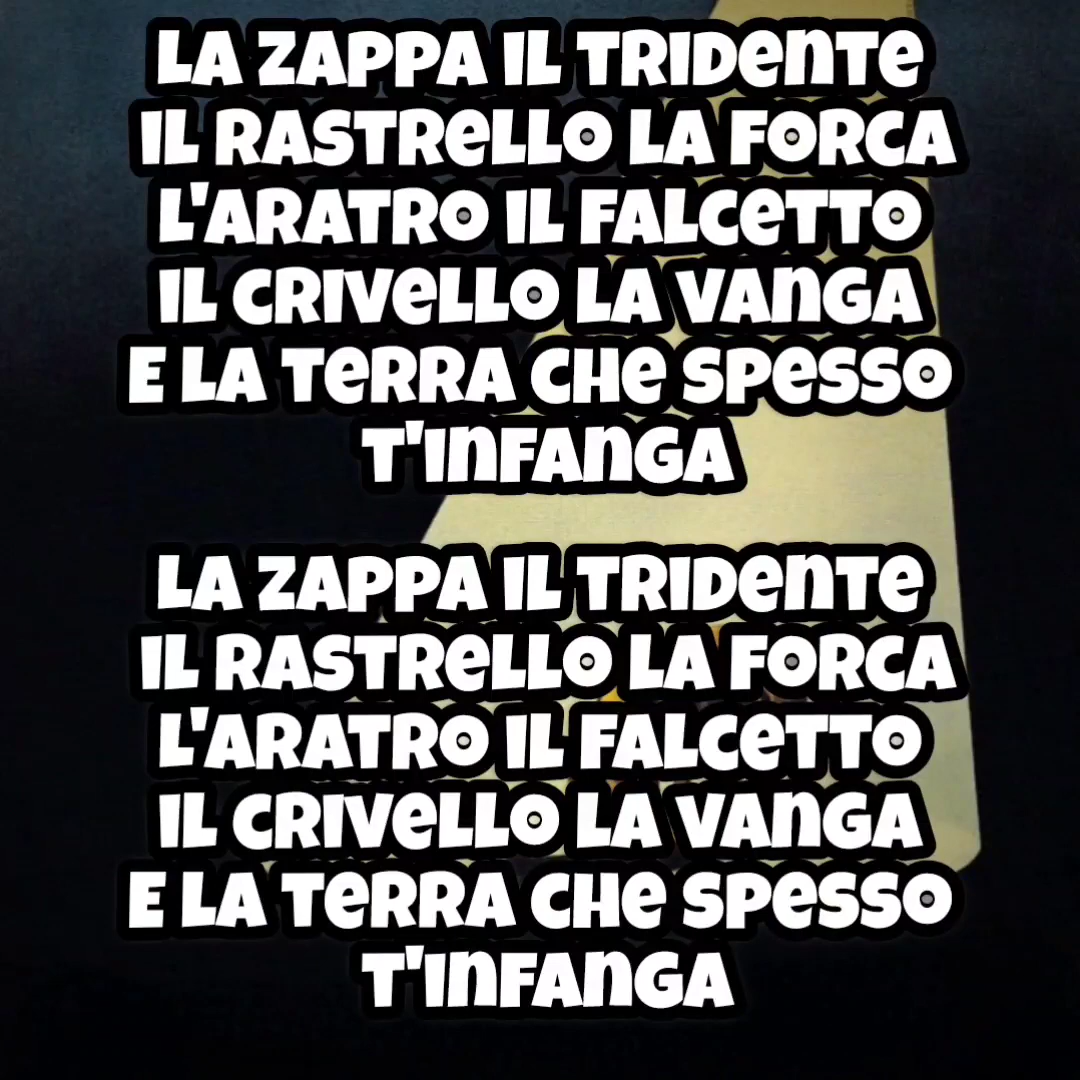 LA ZAPPA IL TRIDENTE
IL RASTRELLO LA FORCA
L'ARATRO IL FALCETTO
IL CRIVELLO LA VANGA
E LA TERRA CHE SPESSO
T'INFANGA
LA ZAPPA IL TRIDENTE
IL RASTRELLO LA FORCA
L'ARATRO IL FALCETTO
IL CRIVELLO LA VANGA
E LA TERRA CHE SPESSO
T'INFANGA